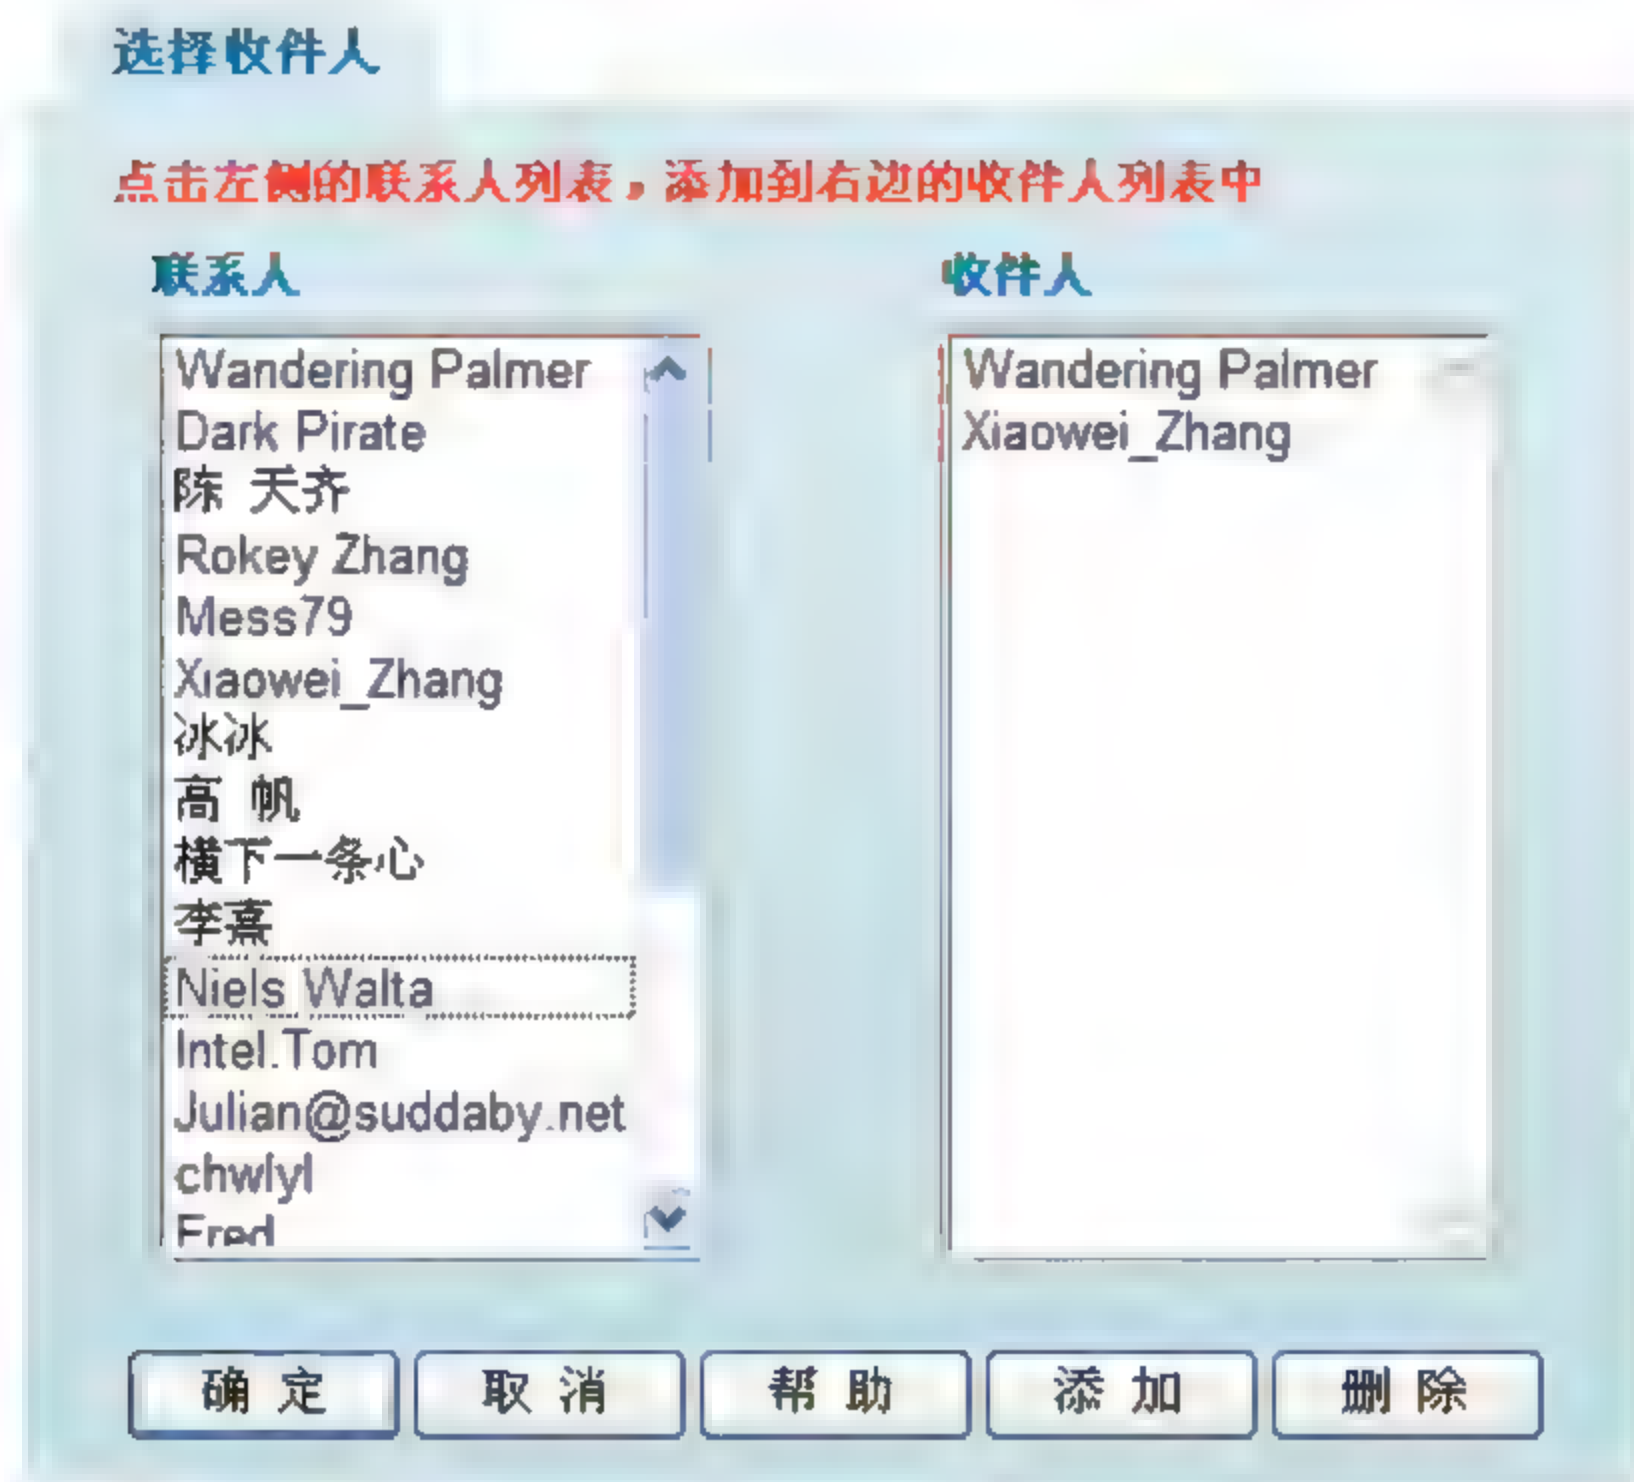 选择收件人
点击左侧的联系人列表，添加到右边的收件人列表中
联系人
Wandering Palmer
Dark Pirate
陈 天齐
Rokey Zhang
Mess79
Xiaowei_Zhang
冰冰
高 帆
横下一条心
李熹
Niels Walta
Intel.Tom
Julian@suddaby.net
chwlyl
Fred
收件人
Wandering Palmer
Xiaowei_Zhang
确 定
取 消
帮 助
添 加
删 除